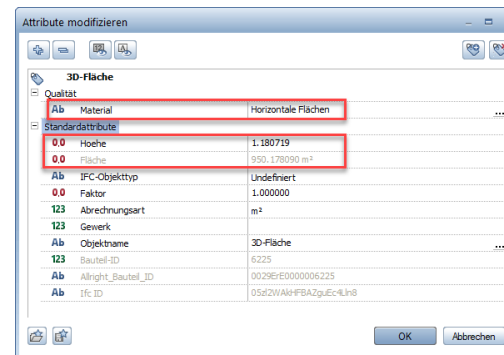 Attribute modifizieren
3D-Fläche
Qualität
Ab Material Horizontale Flächen ...
Standardattribute
0,0 Hoehe 1.180719
0,0 Fläche 950.178090 m²
Ab IFC-Objekttyp Undefiniert
0,0 Faktor 1.000000
123 Abrechnungsart m²
123 Gewerk
Ab Objektname 3D-Fläche ...
123 Bauteil-ID 6225
Ab Allright_Bauteil_ID 0029ErE0000006225
Ab Ifc ID 05zl2WAkHFBAZguEc4Lln8
OK Abbrechen